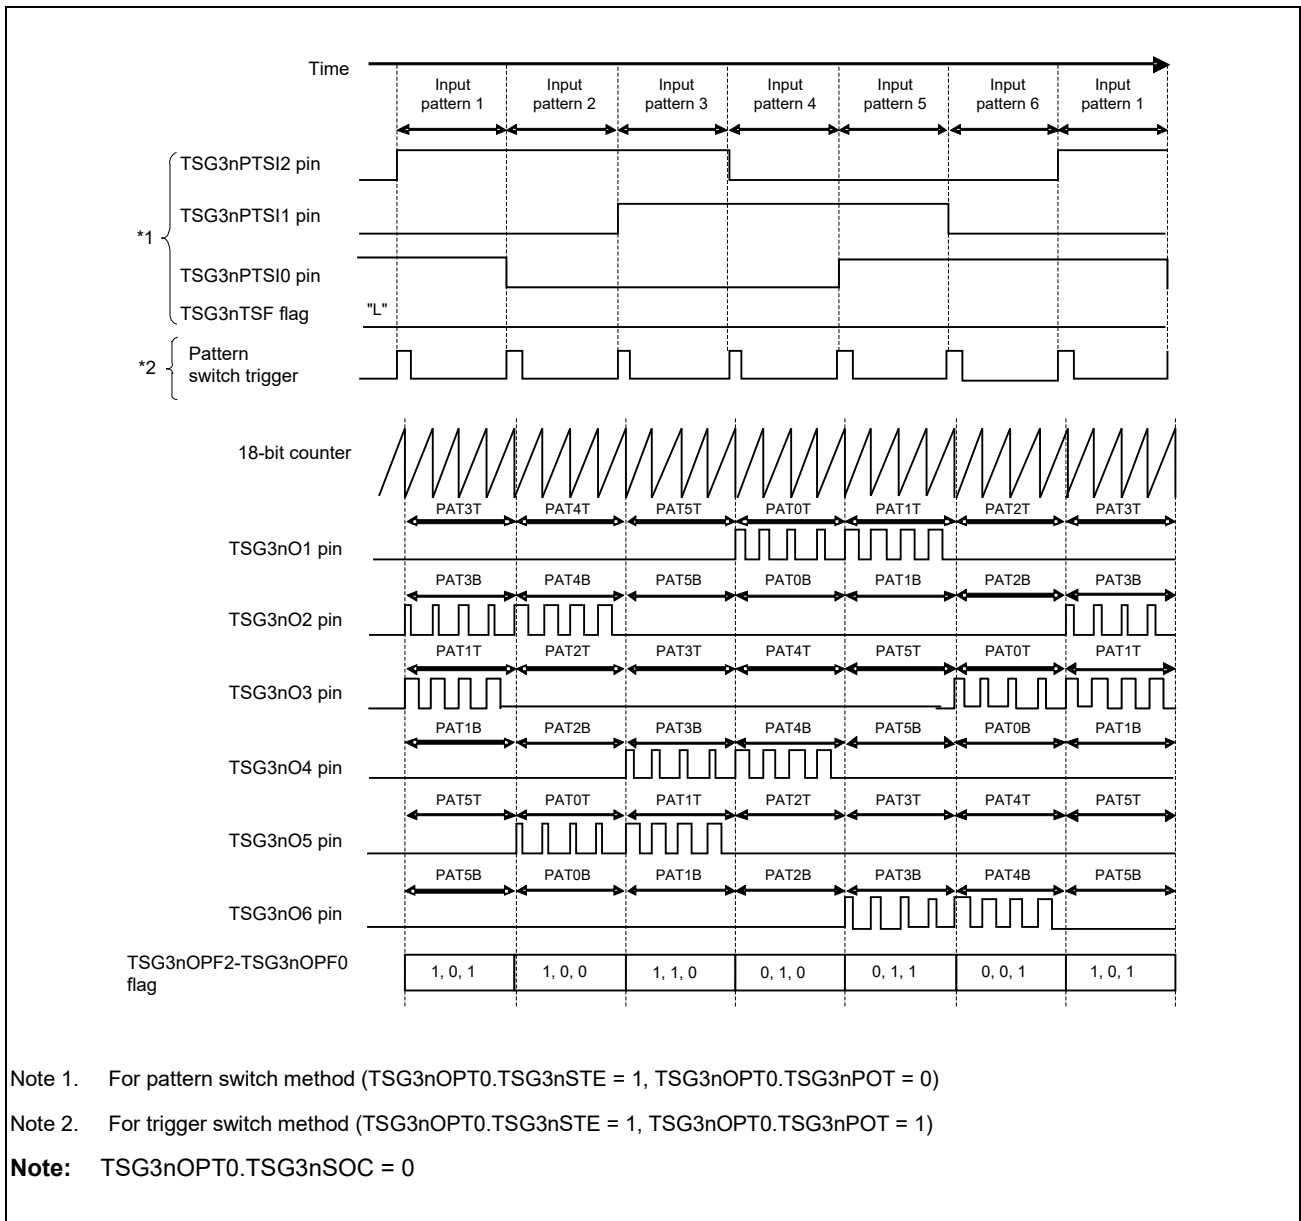 Time
Input pattern 1
Input pattern 2
Input pattern 3
Input pattern 4
Input pattern 5
Input pattern 6
Input pattern 1
*1
TSG3nPTSI2 pin
TSG3nPTSI1 pin
TSG3nPTSI0 pin
TSG3nTSF flag
"L"
*2
Pattern
switch trigger
18-bit counter
PAT3T PAT4T PAT5T PAT0T PAT1T PAT2T PAT3T
TSG3nO1 pin
PAT3B PAT4B PAT5B PAT0B PAT1B PAT2B PAT3B
TSG3nO2 pin
PAT1T PAT2T PAT3T PAT4T PAT5T PAT0T PAT1T
TSG3nO3 pin
PAT1B PAT2B PAT3B PAT4B PAT5B PAT0B PAT1B
TSG3nO4 pin
PAT5T PAT0T PAT1T PAT2T PAT3T PAT4T PAT5T
TSG3nO5 pin
PAT5B PAT0B PAT1B PAT2B PAT3B PAT4B PAT5B
TSG3nO6 pin
TSG3nOPF2-TSG3nOPF0
flag
1, 0, 1 1, 0, 0 1, 1, 0 0, 1, 0 0, 1, 1 0, 0, 1 1, 0, 1
Note 1. For pattern switch method (TSG3nOPT0.TSG3nSTE = 1, TSG3nOPT0.TSG3nPOT = 0)
Note 2. For trigger switch method (TSG3nOPT0.TSG3nSTE = 1, TSG3nOPT0.TSG3nPOT = 1)
Note: TSG3nOPT0.TSG3nSOC = 0